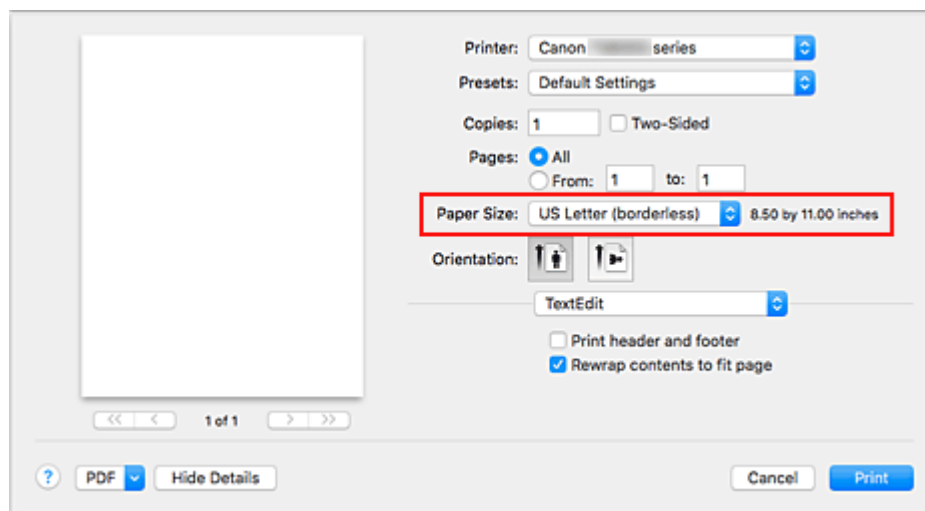 Printer: Canon series
Presets: Default Settings
Copies: 1 Two-Sided
Pages: All
From: 1 to: 1
Paper Size: US Letter (borderless) 8.50 by 11.00 inches
Orientation:
TextEdit
Print header and footer
Rewrap contents to fit page
<< < 1 of 1 > >>
? PDF Hide Details Cancel Print